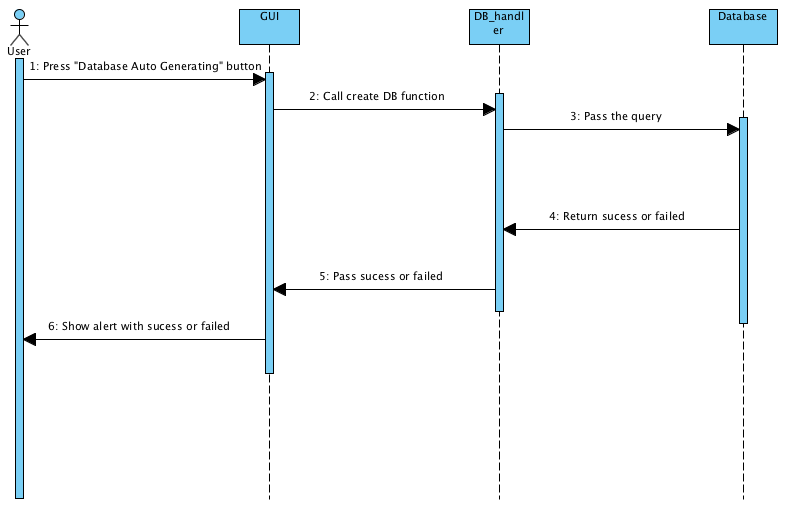 GUI
DB_handl
er
Database
User
1: Press "Database Auto Generating" button
2: Call create DB function
3: Pass the query
4: Return sucess or failed
5: Pass sucess or failed
6: Show alert with sucess or failed